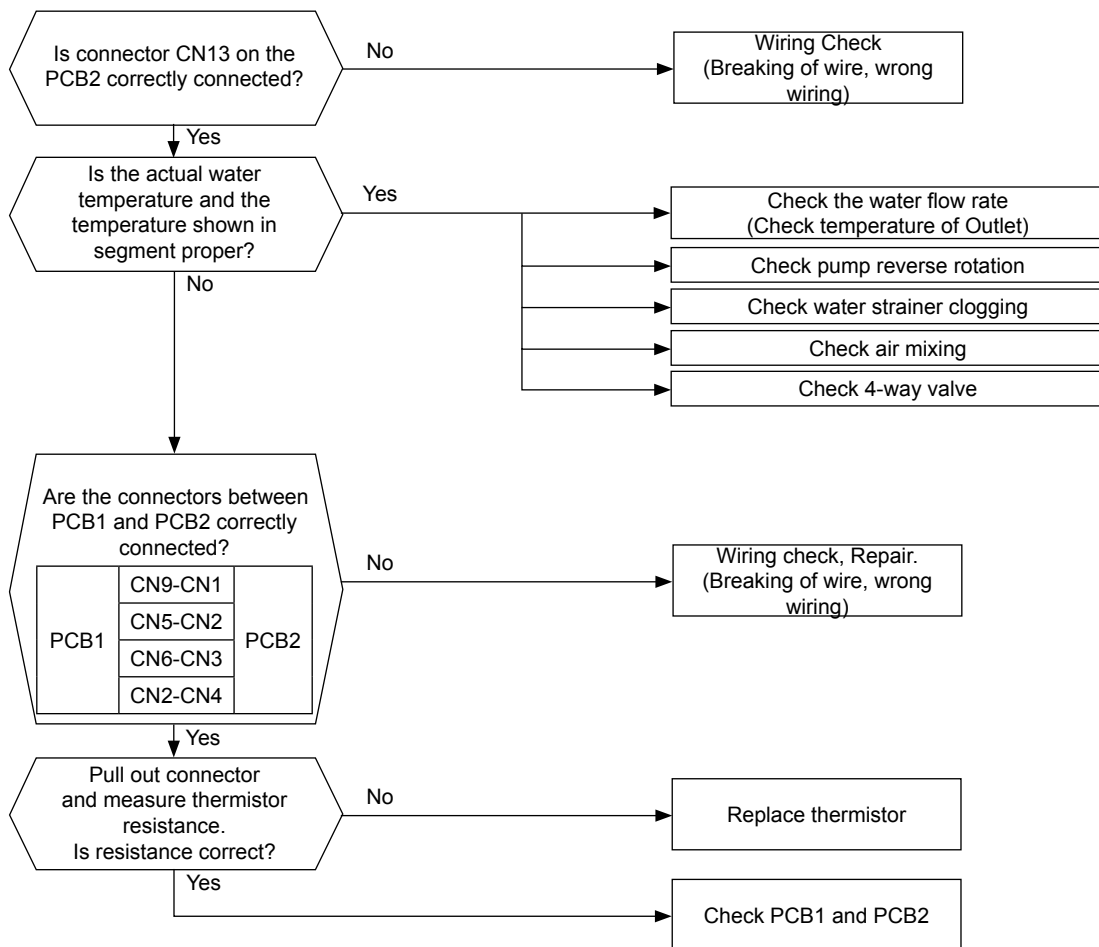 Is connector CN13 on the
PCB2 correctly connected?
No
Wiring Check
(Breaking of wire, wrong
wiring)
Yes
Is the actual water
temperature and the
temperature shown in
segment proper?
Yes
Check the water flow rate
(Check temperature of Outlet)
Check pump reverse rotation
Check water strainer clogging
Check air mixing
Check 4-way valve
No
Are the connectors between
PCB1 and PCB2 correctly
connected?
PCB1
CN9-CN1
CN5-CN2
CN6-CN3
CN2-CN4
PCB2
No
Wiring check, Repair.
(Breaking of wire, wrong
wiring)
Yes
Pull out connector
and measure thermistor
resistance.
Is resistance correct?
No
Replace thermistor
Yes
Check PCB1 and PCB2